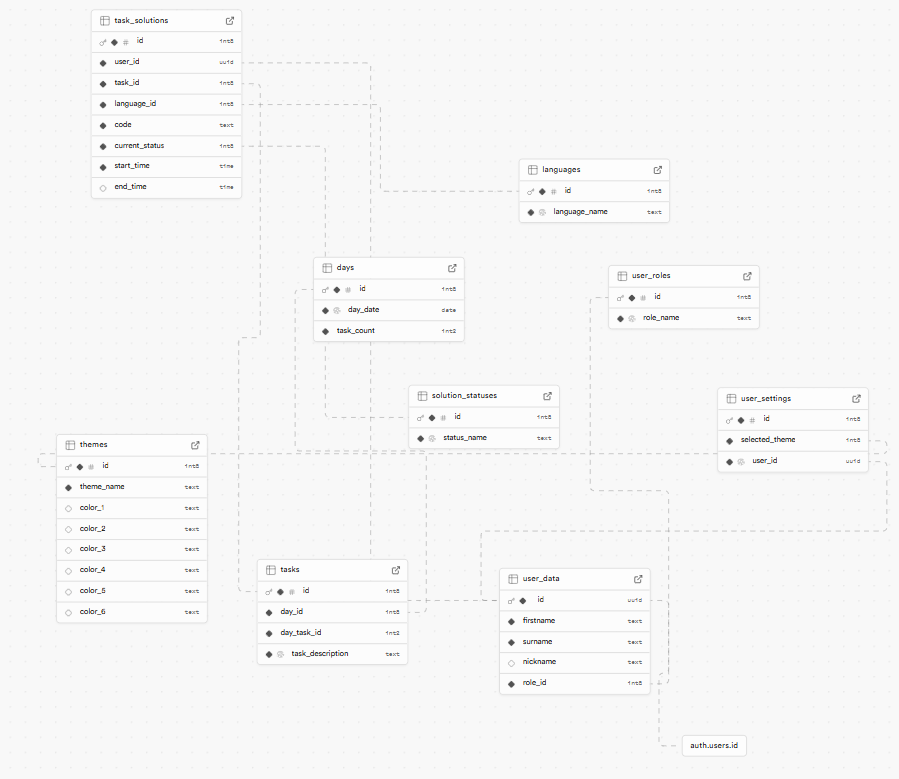 task_solutions
id int8
user_id uuid
task_id int8
language_id int8
code text
current_status int8
start_time time
end_time time
languages
id int8
language_name text
days
id int8
day_date date
task_count int2
user_roles
id int8
role_name text
solution_statuses
id int8
status_name text
user_settings
id int8
selected_theme int8
user_id uuid
themes
id int8
theme_name text
color_1 text
color_2 text
color_3 text
color_4 text
color_5 text
color_6 text
tasks
id int8
day_id int8
day_task_id int2
task_description text
user_data
id uuid
firstname text
surname text
nickname text
role_id int8
auth.users.id